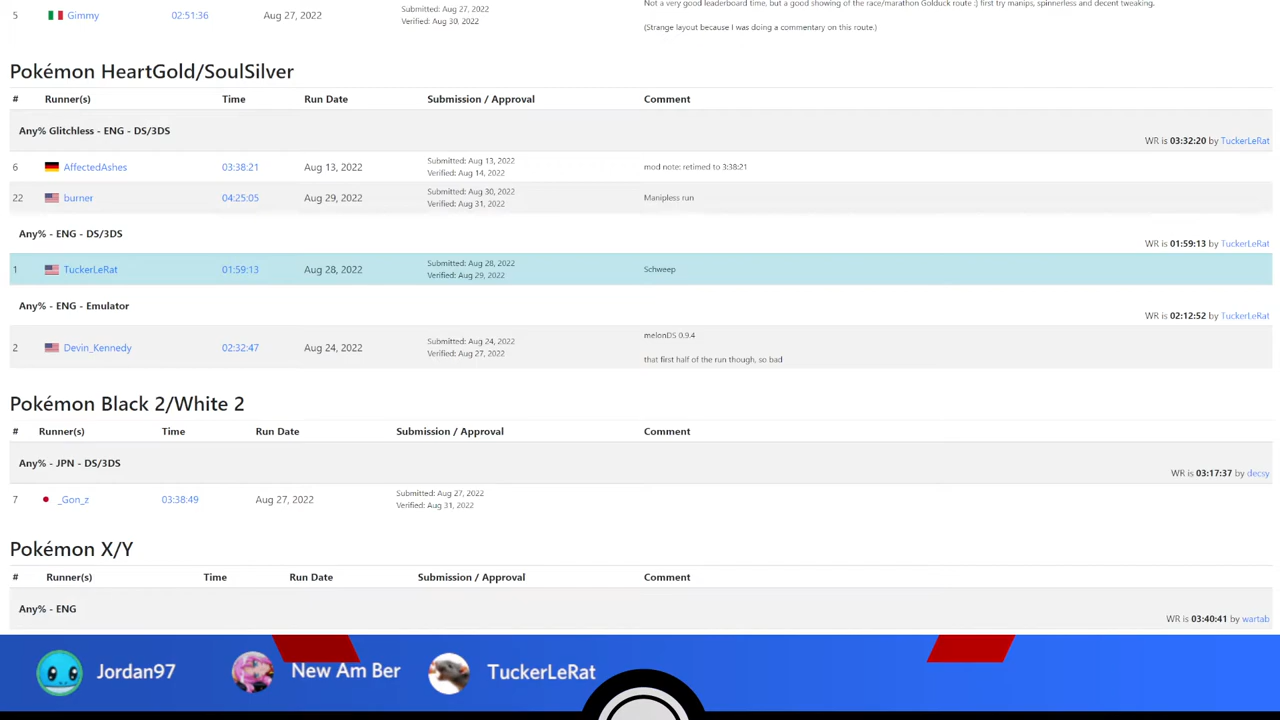 5 Gimmy 02:51:36 Aug 27, 2022 Submitted: Aug 27, 2022 Verified: Aug 30, 2022 Not a very good leaderboard time, but a good showing of the race/marathon Golduck route :) first try manips, spinnerless and decent tweaking.
(Strange layout because I was doing a commentary on this route.)
Pokémon HeartGold/SoulSilver
# Runner(s) Time Run Date Submission / Approval Comment
Any% Glitchless - ENG - DS/3DS
WR is 03:32:20 by TuckerLeRat
6 AffectedAshes 03:38:21 Aug 13, 2022 Submitted: Aug 13, 2022 Verified: Aug 14, 2022 mod note: retimed to 3:38:21
22 burner 04:25:05 Aug 29, 2022 Submitted: Aug 30, 2022 Verified: Aug 31, 2022 Manipless run
Any% - ENG - DS/3DS
WR is 01:59:13 by TuckerLeRat
1 TuckerLeRat 01:59:13 Aug 28, 2022 Submitted: Aug 28, 2022 Verified: Aug 29, 2022 Schweep
Any% - ENG - Emulator
WR is 02:12:52 by TuckerLeRat
2 Devin_Kennedy 02:32:47 Aug 24, 2022 Submitted: Aug 24, 2022 Verified: Aug 27, 2022 melonDS 0.9.4
that first half of the run though, so bad
Pokémon Black 2/White 2
# Runner(s) Time Run Date Submission / Approval Comment
Any% - JPN - DS/3DS
WR is 03:17:37 by decsy
7 _Gon_z 03:38:49 Aug 27, 2022 Submitted: Aug 27, 2022 Verified: Aug 31, 2022
Pokémon X/Y
# Runner(s) Time Run Date Submission / Approval Comment
Any% - ENG
WR is 03:40:41 by wartab
Jordan97 New Am Ber TuckerLeRat